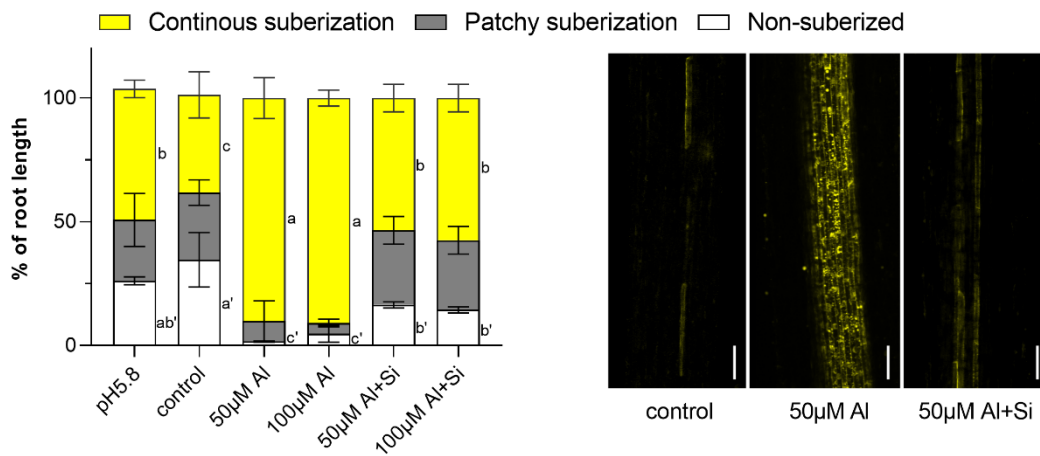 Continous suberization Patchy suberization Non-suberized
% of root length
100
50
0
b
ab'
c
a'
a
c'
a
c'
b
b'
b
b'
pH5.8
control
50µM Al
100µM Al
50µM Al+Si
100µM Al+Si
control
50µM Al
50µM Al+Si